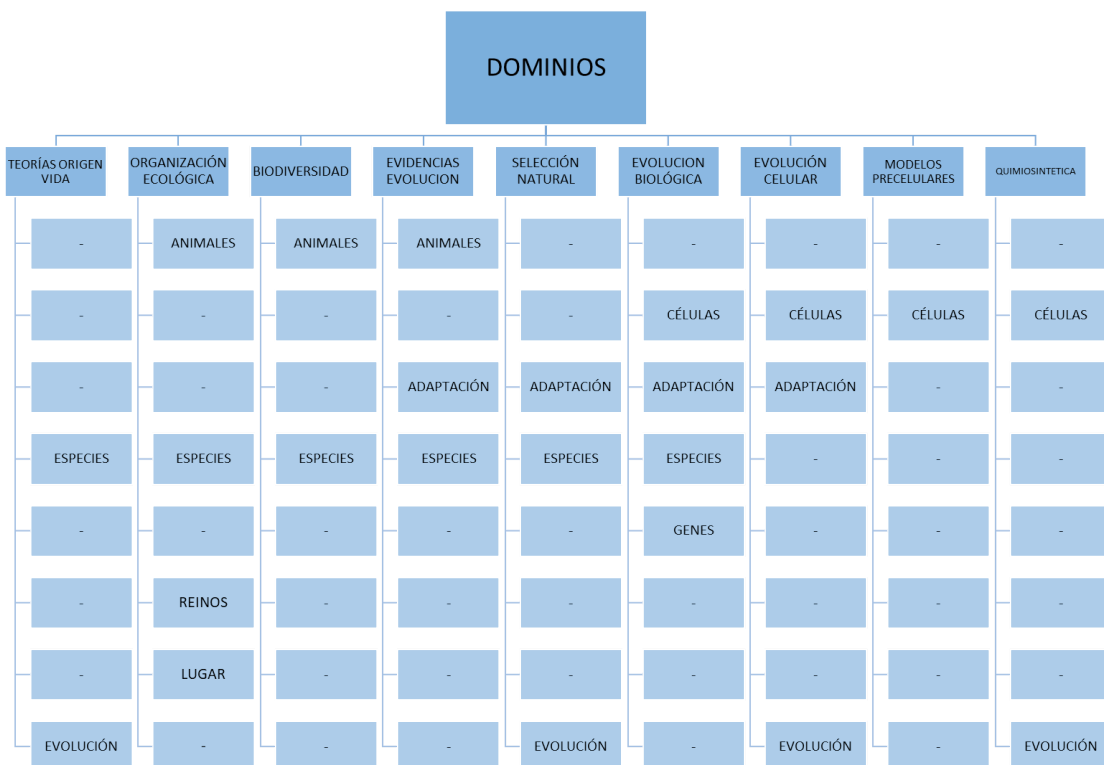 DOMINIOS
TEORÍAS ORIGEN
VIDA
ORGANIZACIÓN
ECOLÓGICA
BIODIVERSIDAD
EVIDENCIAS
EVOLUCION
SELECCIÓN
NATURAL
EVOLUCION
BIOLÓGICA
EVOLUCIÓN
CELULAR
MODELOS
PRECELULARES
QUIMIOSINTETICA
- ANIMALES ANIMALES ANIMALES - - - - -
- - - - - CÉLULAS CÉLULAS CÉLULAS CÉLULAS
- - - ADAPTACIÓN ADAPTACIÓN ADAPTACIÓN ADAPTACIÓN - -
ESPECIES ESPECIES ESPECIES ESPECIES ESPECIES ESPECIES - - -
- - - - - GENES - - -
- REINOS - - - - - - -
- LUGAR - - - - - - -
EVOLUCIÓN - - - EVOLUCIÓN - EVOLUCIÓN - EVOLUCIÓN